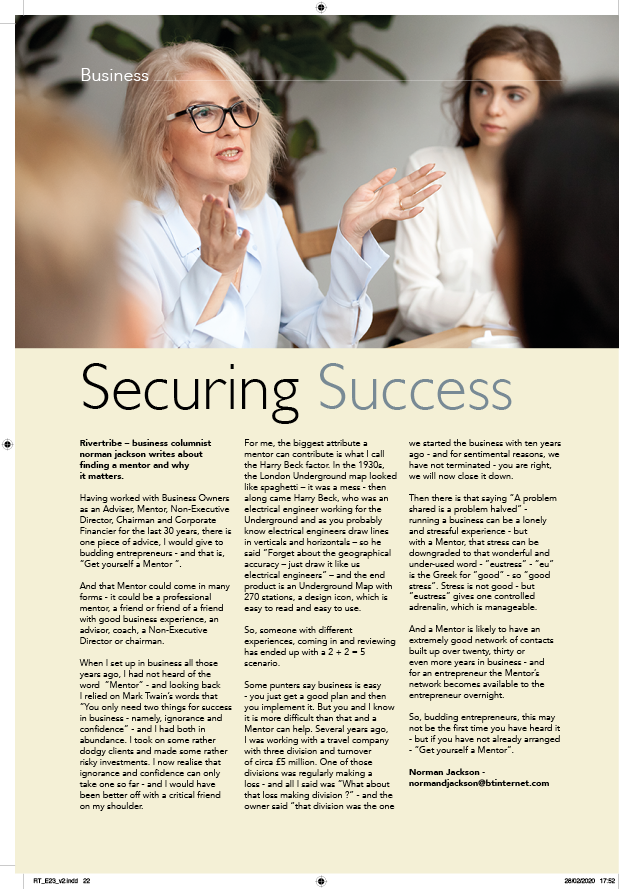 Business
Securing Success
Rivertribe – business columnist
norman jackson writes about
finding a mentor and why
it matters.
Having worked with Business Owners
as an Adviser, Mentor, Non-Executive
Director, Chairman and Corporate
Financier for the last 30 years, there is
one piece of advice, I would give to
budding entrepreneurs - and that is,
“Get yourself a Mentor ”.
And that Mentor could come in many
forms - it could be a professional
mentor, a friend or friend of a friend
with good business experience, an
advisor, coach, a Non-Executive
Director or chairman.
When I set up in business all those
years ago, I had not heard of the
word  “Mentor” - and looking back
I relied on Mark Twain’s words that
“You only need two things for success
in business - namely, ignorance and
confidence” - and I had both in
abundance. I took on some rather
dodgy clients and made some rather
risky investments. I now realise that
ignorance and confidence can only
take one so far - and I would have
been better off with a critical friend
on my shoulder.
For me, the biggest attribute a
mentor can contribute is what I call
the Harry Beck factor. In the 1930s,
the London Underground map looked
like spaghetti – it was a mess - then
along came Harry Beck, who was an
electrical engineer working for the
Underground and as you probably
know electrical engineers draw lines
in verticals and horizontals – so he
said “Forget about the geographical
accuracy – just draw it like us
electrical engineers” – and the end
product is an Underground Map with
270 stations, a design icon, which is
easy to read and easy to use.
So, someone with different
experiences, coming in and reviewing
has ended up with a 2 + 2 = 5
scenario.
Some punters say business is easy
- you just get a good plan and then
you implement it. But you and I know
it is more difficult than that and a
Mentor can help. Several years ago,
I was working with a travel company
with three division and turnover
of circa £5 million. One of those
divisions was regularly making a
loss - and all I said was “What about
that loss making division ?” - and the
owner said “that division was the one
we started the business with ten years
ago - and for sentimental reasons, we
have not terminated - you are right,
we will now close it down.
Then there is that saying “A problem
shared is a problem halved” -
running a business can be a lonely
and stressful experience - but
with a Mentor, that stress can be
downgraded to that wonderful and
under-used word - “eustress” - “eu”
is the Greek for “good” - so “good
stress”. Stress is not good - but
“eustress” gives one controlled
adrenalin, which is manageable.
And a Mentor is likely to have an
extremely good network of contacts
built up over twenty, thirty or
even more years in business - and
for an entrepreneur the Mentor’s
network becomes available to the
entrepreneur overnight.
So, budding entrepreneurs, this may
not be the first time you have heard it
- but if you have not already arranged
- “Get yourself a Mentor”.
Norman Jackson -
normandjackson@btinternet.com
RT_E23_v2.indd   22
28/02/2020   17:52